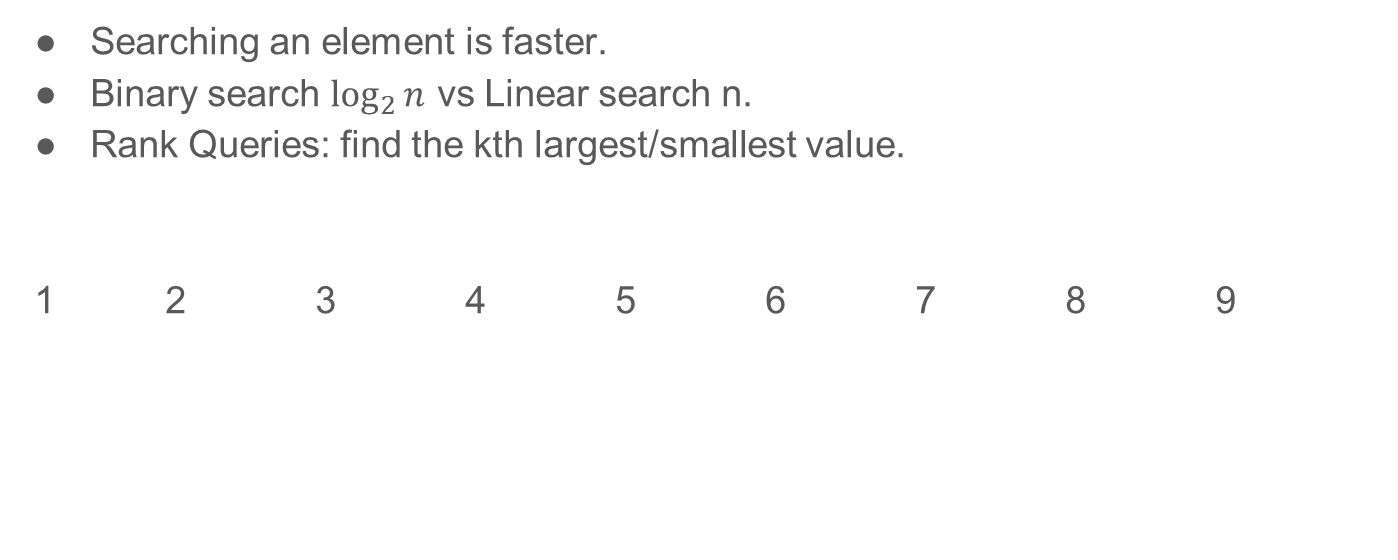 ● Searching an element is faster.
● Binary search log₂ n vs Linear search n.
● Rank Queries: find the kth largest/smallest value.
1 2 3 4 5 6 7 8 9